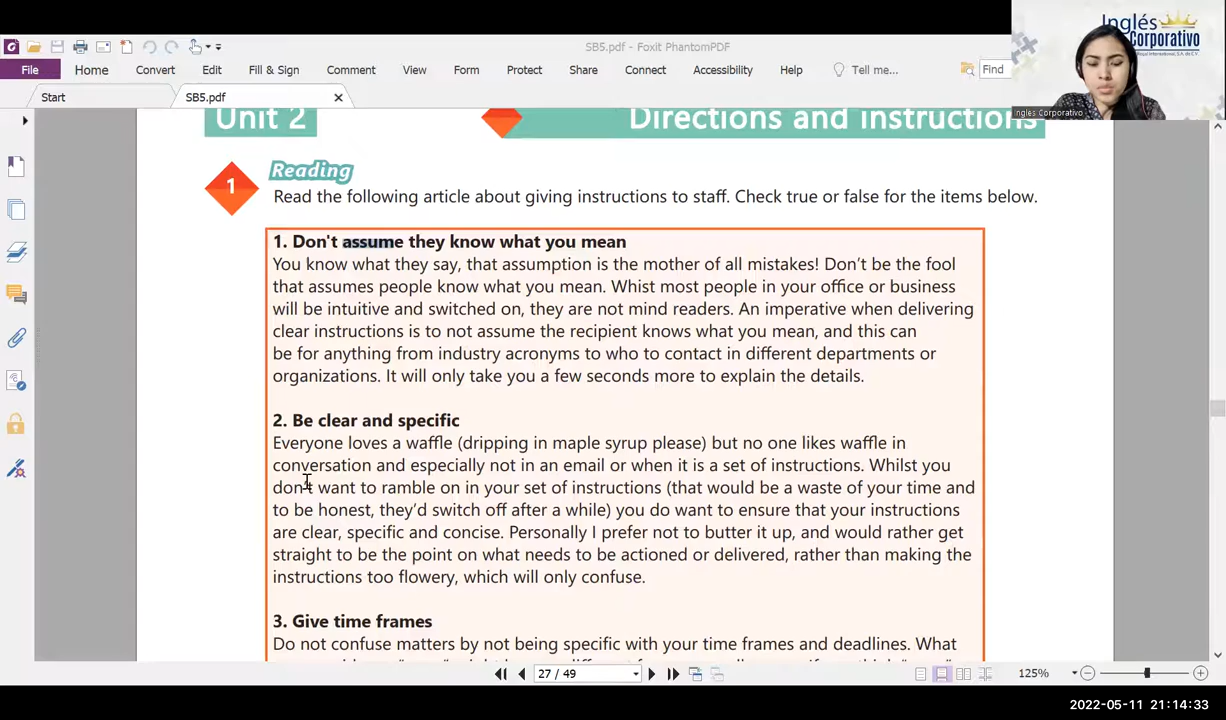 Inglés
Corporativo
Royal International, S.A. de C.V.
Inglés Corporativo
SB5.pdf - Foxit PhantomPDF
File Home Convert Edit Fill & Sign Comment View Form Protect Share Connect Accessibility Help Tell me... Find
Start SB5.pdf
Unit 2 Directions and instructions
1 Reading
Read the following article about giving instructions to staff. Check true or false for the items below.
1. Don't assume they know what you mean
You know what they say, that assumption is the mother of all mistakes! Don't be the fool
that assumes people know what you mean. Whist most people in your office or business
will be intuitive and switched on, they are not mind readers. An imperative when delivering
clear instructions is to not assume the recipient knows what you mean, and this can
be for anything from industry acronyms to who to contact in different departments or
organizations. It will only take you a few seconds more to explain the details.
2. Be clear and specific
Everyone loves a waffle (dripping in maple syrup please) but no one likes waffle in
conversation and especially not in an email or when it is a set of instructions. Whilst you
don't want to ramble on in your set of instructions (that would be a waste of your time and
to be honest, they'd switch off after a while) you do want to ensure that your instructions
are clear, specific and concise. Personally I prefer not to butter it up, and would rather get
straight to be the point on what needs to be actioned or delivered, rather than making the
instructions too flowery, which will only confuse.
3. Give time frames
Do not confuse matters by not being specific with your time frames and deadlines. What
27 / 49 125%
2022-05-11 21:14:33